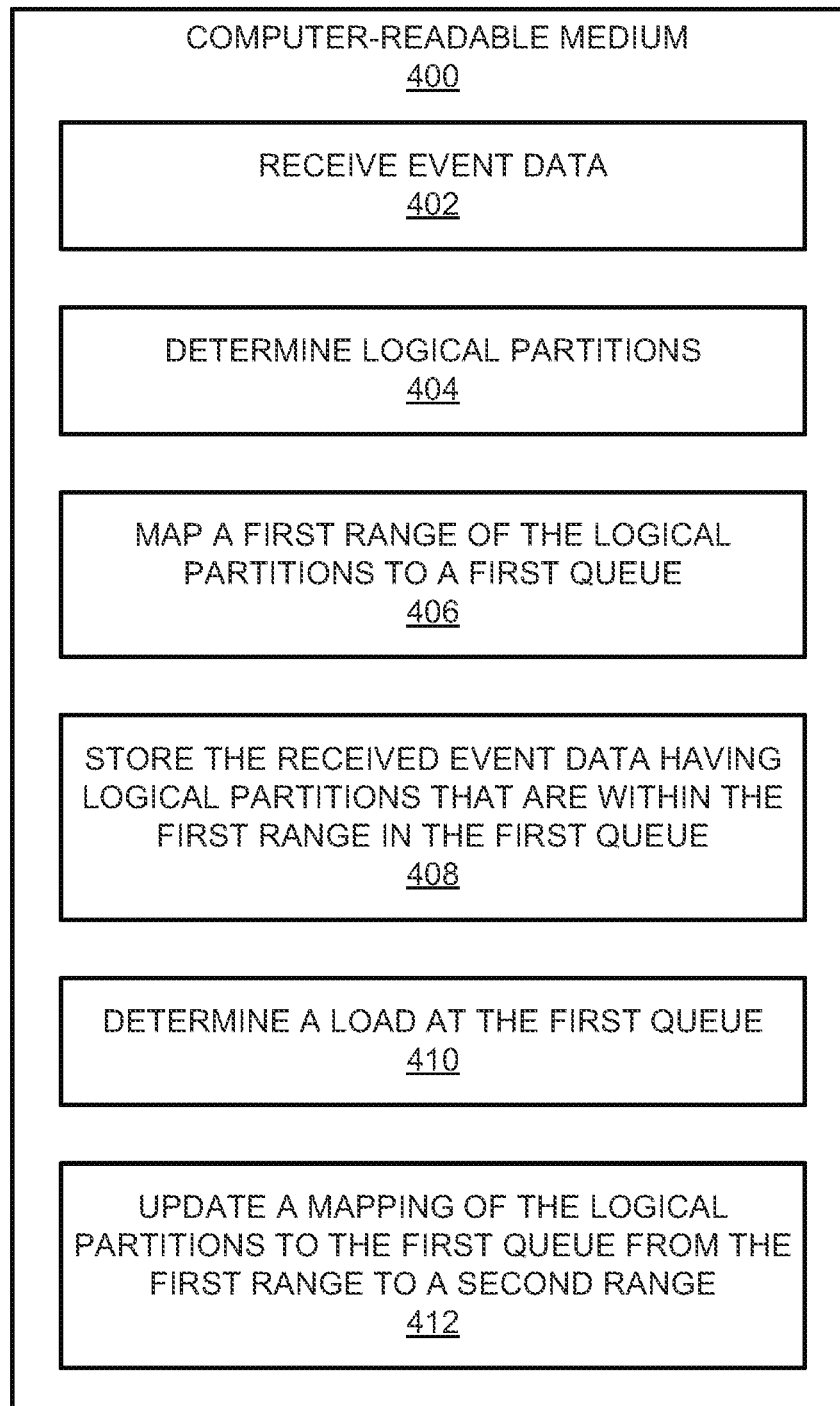 COMPUTER-READABLE MEDIUM
400
RECEIVE EVENT DATA
402
DETERMINE LOGICAL PARTITIONS
404
MAP A FIRST RANGE OF THE LOGICAL
PARTITIONS TO A FIRST QUEUE
406
STORE THE RECEIVED EVENT DATA HAVING
LOGICAL PARTITIONS THAT ARE WITHIN THE
FIRST RANGE IN THE FIRST QUEUE
408
DETERMINE A LOAD AT THE FIRST QUEUE
410
UPDATE A MAPPING OF THE LOGICAL
PARTITIONS TO THE FIRST QUEUE FROM THE
FIRST RANGE TO A SECOND RANGE
412